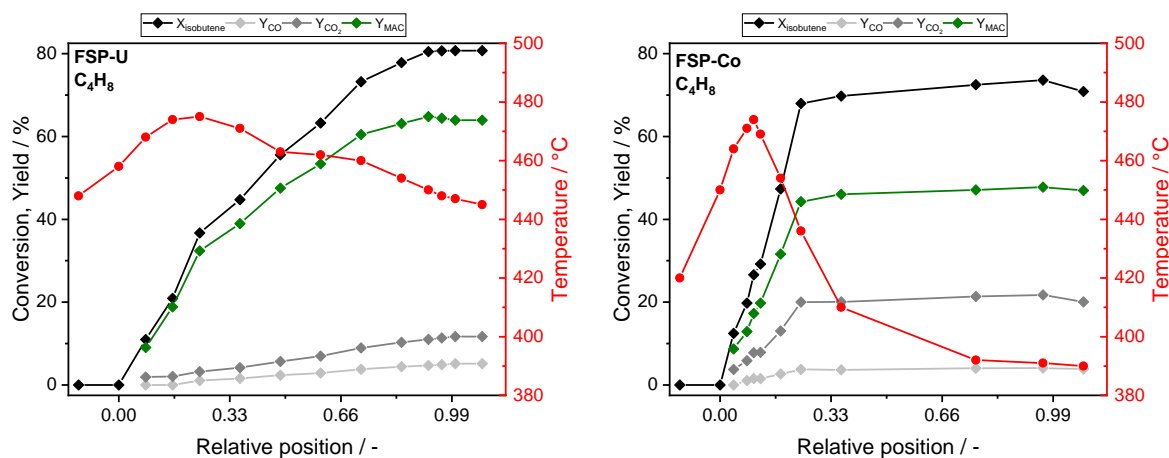 X_isobutene Y_CO Y_CO₂ Y_MAC
FSP-U
C₄H₈
Conversion, Yield / %
80
60
40
20
0
0.00 0.33 0.66 0.99
Relative position / -
500
480
460
440
420
400
380
Temperature / °C
X_isobutene Y_CO Y_CO₂ Y_MAC
FSP-Co
C₄H₈
Conversion, Yield / %
80
60
40
20
0
0.00 0.33 0.66 0.99
Relative position / -
500
480
460
440
420
400
380
Temperature / °C